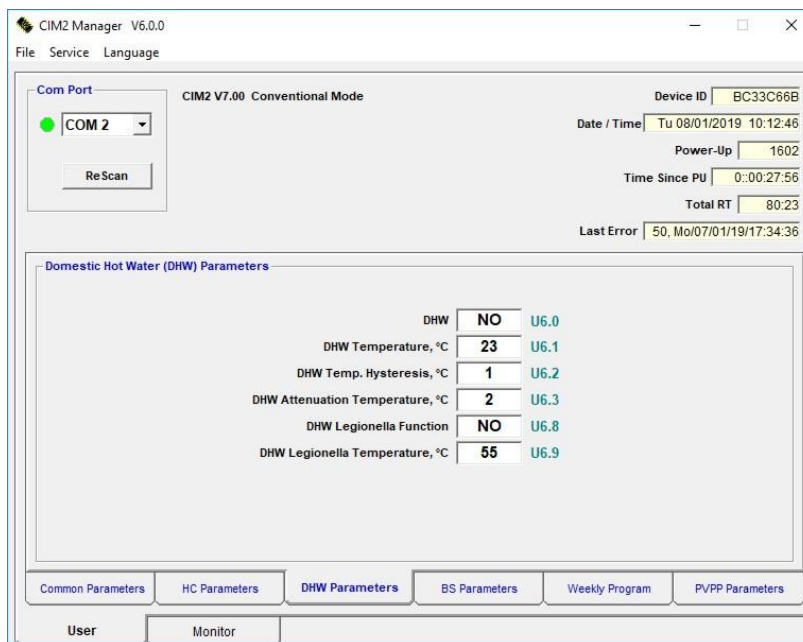 CIM2 Manager V6.0.0
File Service Language
Com Port
COM 2
ReScan
CIM2 V7.00 Conventional Mode
Device ID BC33C66B
Date / Time Tu 08/01/2019 10:12:46
Power-Up 1602
Time Since PU 0::00:27:56
Total RT 80:23
Last Error 50, Mo/07/01/19/17:34:36
Domestic Hot Water (DHW) Parameters
DHW NO U6.0
DHW Temperature, °C 23 U6.1
DHW Temp. Hysteresis, °C 1 U6.2
DHW Attenuation Temperature, °C 2 U6.3
DHW Legionella Function NO U6.8
DHW Legionella Temperature, °C 55 U6.9
Common Parameters HC Parameters DHW Parameters BS Parameters Weekly Program PVPP Parameters
User Monitor